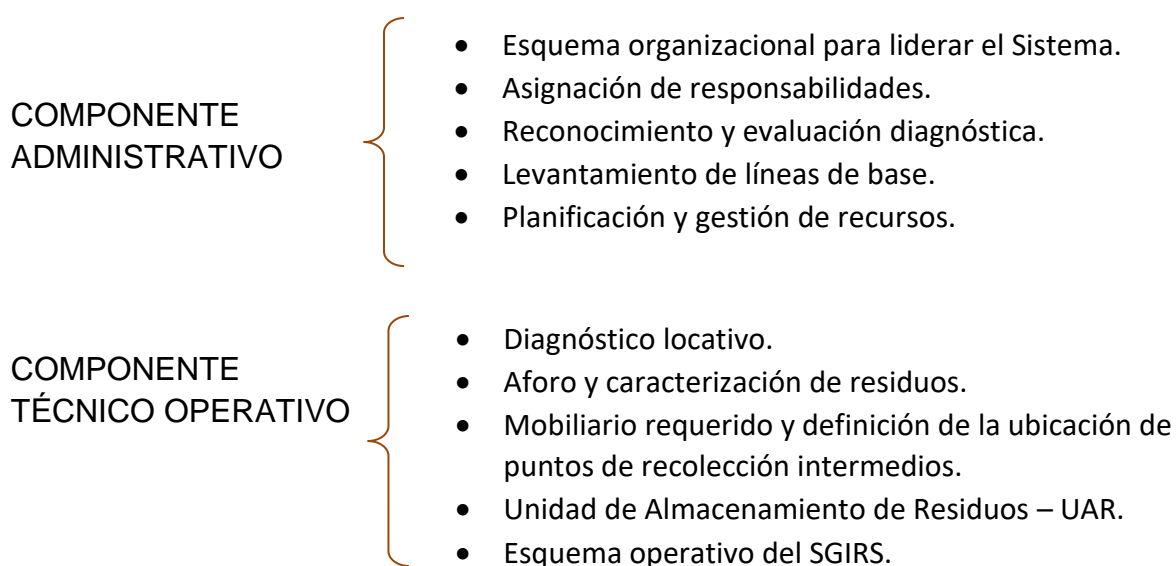 COMPONENTE
ADMINISTRATIVO
• Esquema organizacional para liderar el Sistema.
• Asignación de responsabilidades.
• Reconocimiento y evaluación diagnóstica.
• Levantamiento de líneas de base.
• Planificación y gestión de recursos.
COMPONENTE
TÉCNICO OPERATIVO
• Diagnóstico locativo.
• Aforo y caracterización de residuos.
• Mobiliario requerido y definición de la ubicación de
puntos de recolección intermedios.
• Unidad de Almacenamiento de Residuos – UAR.
• Esquema operativo del SGIRS.